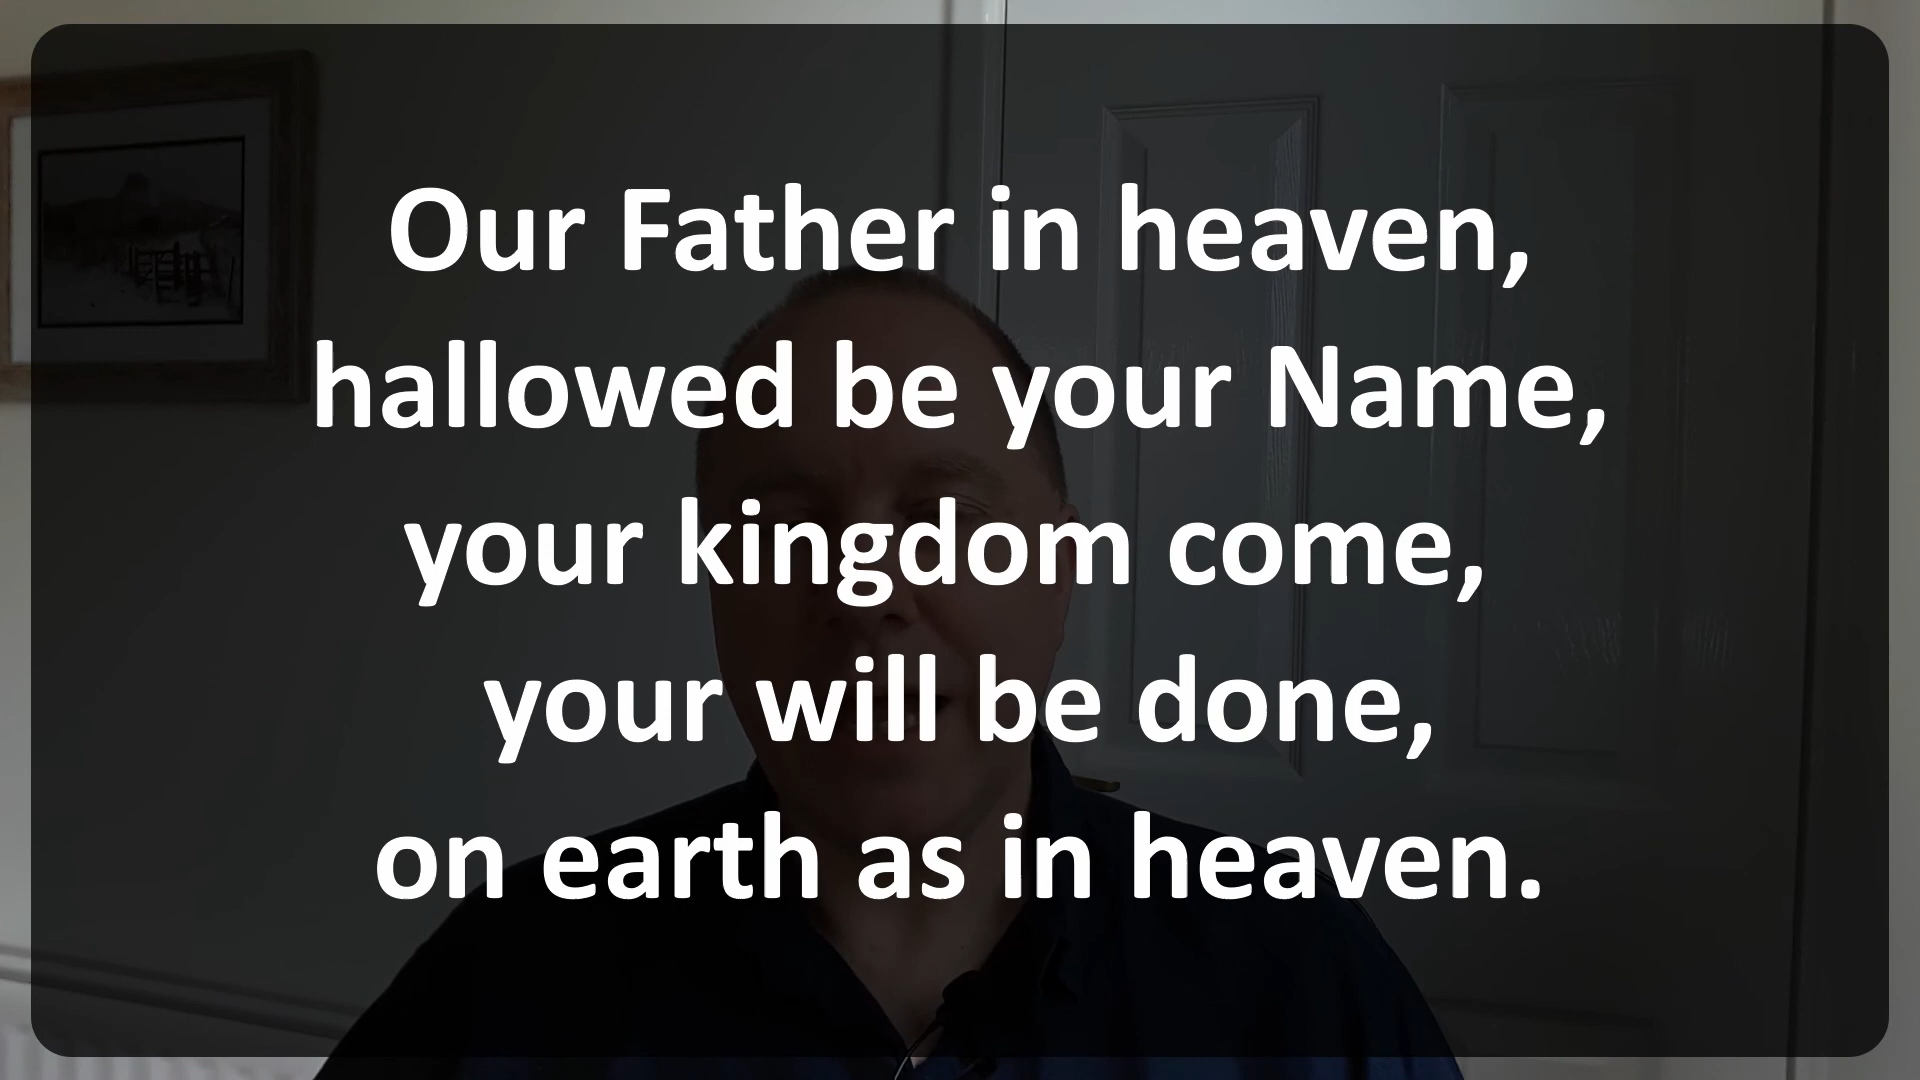 Our Father in heaven,
hallowed be your Name,
your kingdom come,
your will be done,
on earth as in heaven.